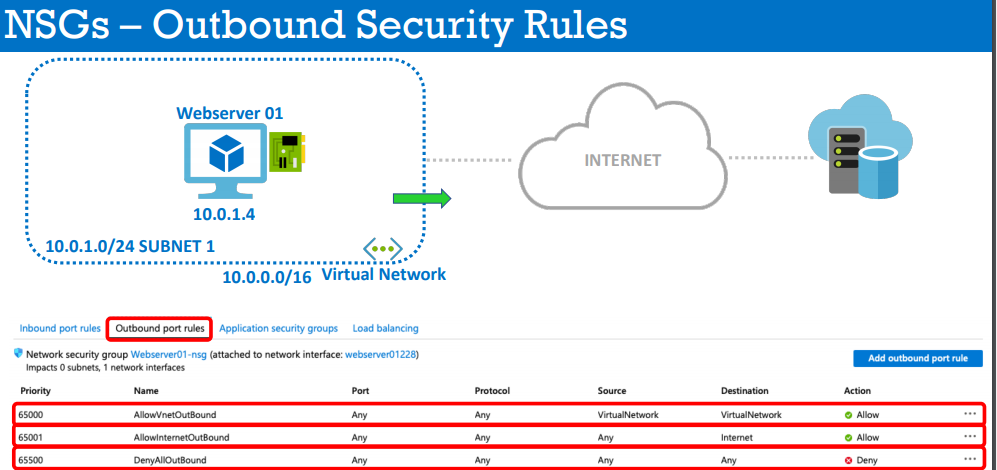 NSGs – Outbound Security Rules
Webserver 01
INTERNET
10.0.1.4
10.0.1.0/24 SUBNET 1
10.0.0.0/16 Virtual Network
Inbound port rules Outbound port rules Application security groups Load balancing
Network security group Webserver01-nsg (attached to network interface: webserver01228)
Impacts 0 subnets, 1 network interfaces
Add outbound port rule
Priority Name Port Protocol Source Destination Action
65000 AllowVnetOutBound Any Any VirtualNetwork VirtualNetwork Allow
65001 AllowInternetOutBound Any Any Any Internet Allow
65500 DenyAllOutBound Any Any Any Any Deny